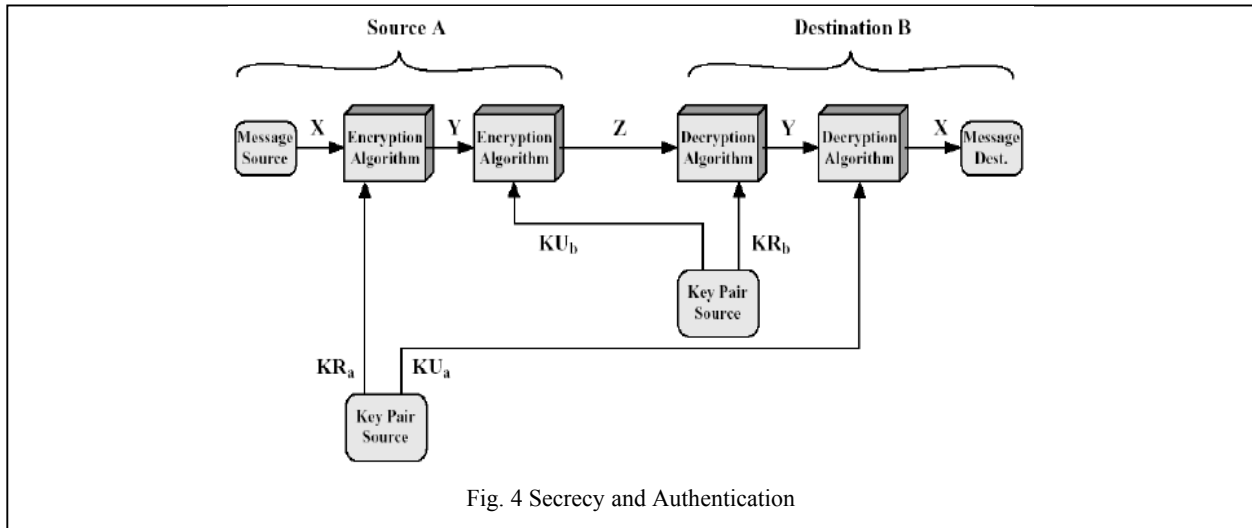 Source A
Destination B
Message
Source
X
Encryption
Algorithm
Y
Encryption
Algorithm
Z
Decryption
Algorithm
Y
Decryption
Algorithm
X
Message
Dest.
KUb
KRb
Key Pair
Source
KRa
KUa
Key Pair
Source
Fig. 4 Secrecy and Authentication